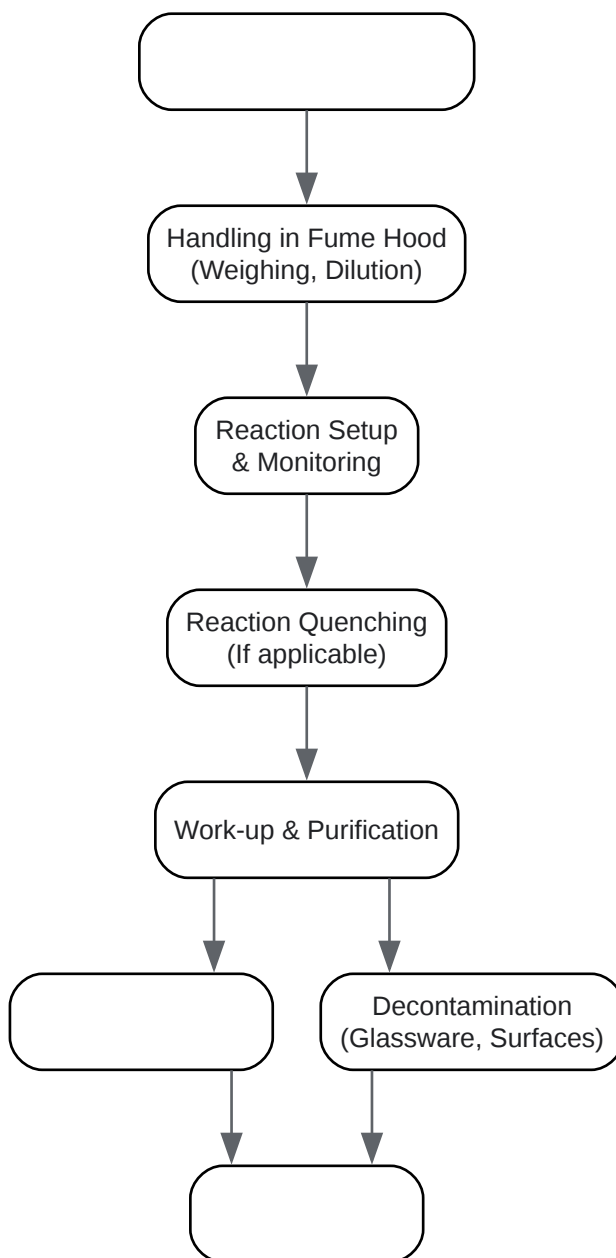 Handling in Fume Hood
(Weighing, Dilution)
Reaction Setup
& Monitoring
Reaction Quenching
(If applicable)
Work-up & Purification
Decontamination
(Glassware, Surfaces)